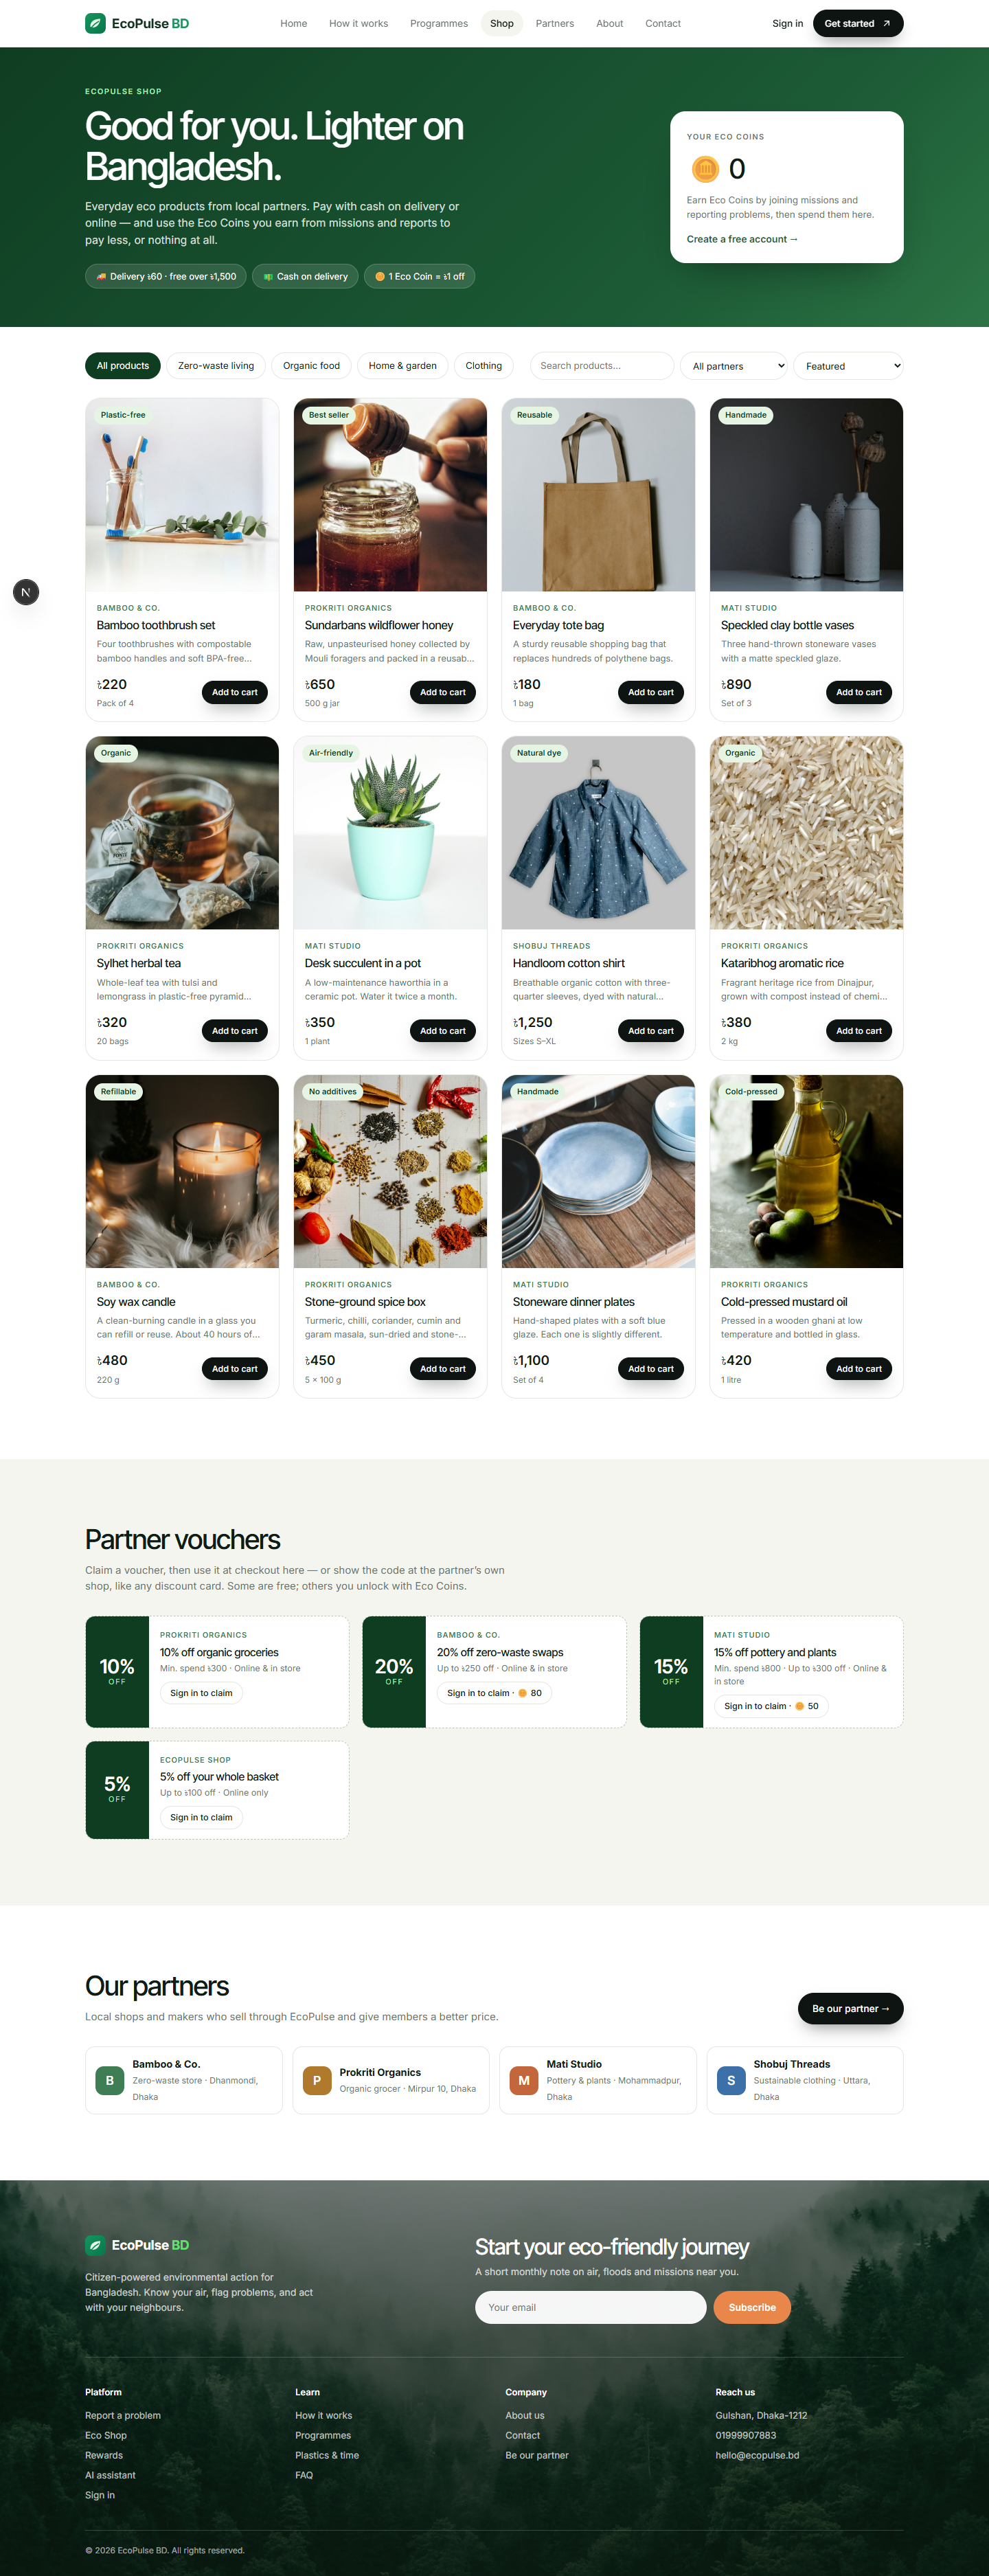 EcoPulse BD
Home
How it works
Programmes
Shop
Partners
About
Contact
Sign in
Get started
ECOPULSE SHOP
Good for you. Lighter on
Bangladesh.
Everyday eco products from local partners. Pay with cash on delivery or
online — and use the Eco Coins you earn from missions and reports to
pay less, or nothing at all.
Delivery ৳60 · free over ৳1,500
Cash on delivery
1 Eco Coin = ৳1 off
YOUR ECO COINS
0
Earn Eco Coins by joining missions and
reporting problems, then spend them here.
Create a free account →
All products
Zero-waste living
Organic food
Home & garden
Clothing
Search products...
All partners
Featured
Plastic-free
BAMBOO & CO.
Bamboo toothbrush set
Four toothbrushes with compostable
bamboo handles and soft BPA-free...
৳220
Pack of 4
Add to cart
Best seller
PROKRITI ORGANICS
Sundarbans wildflower honey
Raw, unpasteurised honey collected by
Mouli foragers and packed in a reusab...
৳650
500 g jar
Add to cart
Reusable
BAMBOO & CO.
Everyday tote bag
A sturdy reusable shopping bag that
replaces hundreds of polythene bags.
৳180
1 bag
Add to cart
Handmade
MATI STUDIO
Speckled clay bottle vases
Three hand-thrown stoneware vases
with a matte speckled glaze.
৳890
Set of 3
Add to cart
Organic
PROKRITI ORGANICS
Sylhet herbal tea
Whole-leaf tea with tulsi and
lemongrass in plastic-free pyramid...
৳320
20 bags
Add to cart
Air-friendly
MATI STUDIO
Desk succulent in a pot
A low-maintenance haworthia in a
ceramic pot. Water it twice a month.
৳350
1 plant
Add to cart
Natural dye
SHOBUJ THREADS
Handloom cotton shirt
Breathable organic cotton with three-
quarter sleeves, dyed with natural...
৳1,250
Sizes S–XL
Add to cart
Organic
PROKRITI ORGANICS
Kataribhog aromatic rice
Fragrant heritage rice from Dinajpur,
grown with compost instead of chemi...
৳380
2 kg
Add to cart
Refillable
BAMBOO & CO.
Soy wax candle
A clean-burning candle in a glass you
can refill or reuse. About 40 hours of...
৳480
220 g
Add to cart
No additives
PROKRITI ORGANICS
Stone-ground spice box
Turmeric, chilli, coriander, cumin and
garam masala, sun-dried and stone-...
৳450
5 × 100 g
Add to cart
Handmade
MATI STUDIO
Stoneware dinner plates
Hand-shaped plates with a soft blue
glaze. Each one is slightly different.
৳1,100
Set of 4
Add to cart
Cold-pressed
PROKRITI ORGANICS
Cold-pressed mustard oil
Pressed in a wooden ghani at low
temperature and bottled in glass.
৳420
1 litre
Add to cart
Partner vouchers
Claim a voucher, then use it at checkout here — or show the code at the partner's own
shop, like any discount card. Some are free; others you unlock with Eco Coins.
10%
OFF
PROKRITI ORGANICS
10% off organic groceries
Min. spend ৳300 · Online & in store
Sign in to claim
20%
OFF
BAMBOO & CO.
20% off zero-waste swaps
Up to ৳250 off · Online & in store
Sign in to claim · 80
15%
OFF
MATI STUDIO
15% off pottery and plants
Min. spend ৳800 · Up to ৳300 off · Online &
in store
Sign in to claim · 50
5%
OFF
ECOPULSE SHOP
5% off your whole basket
Up to ৳100 off · Online only
Sign in to claim
Our partners
Local shops and makers who sell through EcoPulse and give members a better price.
Be our partner →
B
Bamboo & Co.
Zero-waste store · Dhanmondi,
Dhaka
P
Prokriti Organics
Organic grocer · Mirpur 10, Dhaka
M
Mati Studio
Pottery & plants · Mohammadpur,
Dhaka
S
Shobuj Threads
Sustainable clothing · Uttara,
Dhaka
EcoPulse BD
Citizen-powered environmental action for
Bangladesh. Know your air, flag problems, and act
with your neighbours.
Start your eco-friendly journey
A short monthly note on air, floods and missions near you.
Your email
Subscribe
Platform
Report a problem
Eco Shop
Rewards
AI assistant
Sign in
Learn
How it works
Programmes
Plastics & time
FAQ
Company
About us
Contact
Be our partner
Reach us
Gulshan, Dhaka-1212
01999907883
hello@ecopulse.bd
© 2026 EcoPulse BD. All rights reserved.